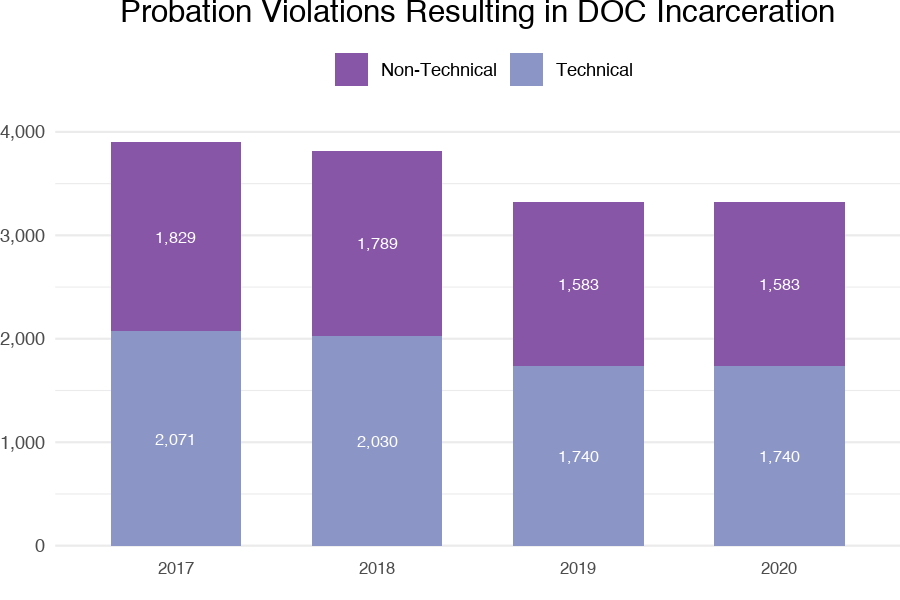 Probation Violations Resulting in DOC Incarceration
Non-Technical Technical
4,000
3,000
2,000
1,000
0
1,829 1,789 1,583 1,583
2,071 2,030 1,740 1,740
2017 2018 2019 2020